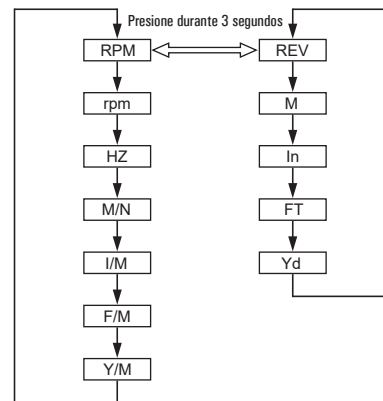 Presione durante 3 segundos
RPM
REV
rpm
M
HZ
In
M/N
FT
I/M
Yd
F/M
Y/M